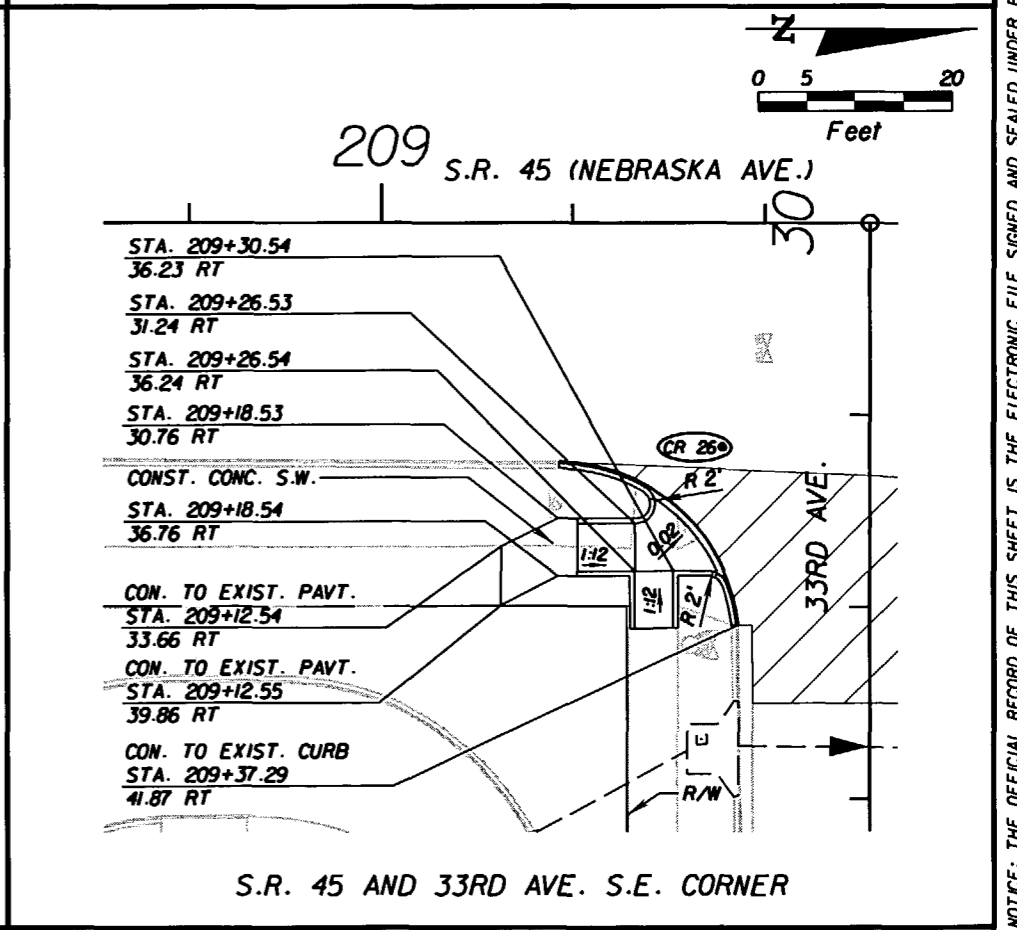 N
0 5 20
Feet
209
S.R. 45 (NEBRASKA AVE.)
30
STA. 209+30.54
36.23 RT
STA. 209+26.53
31.24 RT
STA. 209+26.54
36.24 RT
STA. 209+18.53
30.76 RT
CONST. CONC. S.W.
STA. 209+18.54
36.76 RT
CON. TO EXIST. PAVT.
STA. 209+12.54
33.66 RT
CON. TO EXIST. PAVT.
STA. 209+12.55
39.86 RT
CON. TO EXIST. CURB
STA. 209+37.29
41.87 RT
CR 26
R 2'
0.02
1:12
1:12
R 2'
33RD AVE.
E
R/W
S.R. 45 AND 33RD AVE. S.E. CORNER
NOTICE: THE OFFICIAL RECORD OF THIS SHEET IS THE ELECTRONIC FILE SIGNED AND SEALED UNDER